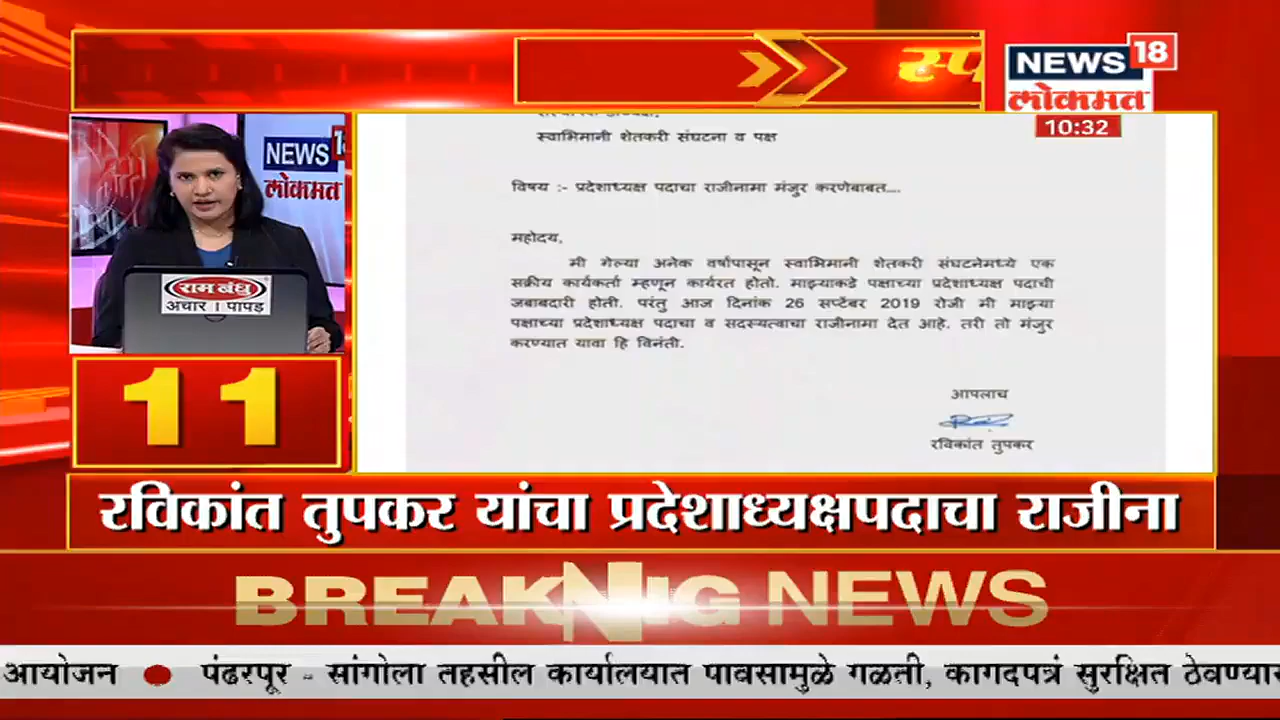 स्प
NEWS 18
लोकमत
10:32
स्वाभिमानी शेतकरी संघटना व पक्ष
विषय :- प्रदेशाध्यक्ष पदाचा राजीनामा मंजुर करणेबाबत...
महोदय,
मी गेल्या अनेक वर्षापासून स्वाभिमानी शेतकरी संघटनेमध्ये एक
सक्रीय कार्यकर्ता म्हणून कार्यरत होतो. माझ्याकडे पक्षाच्या प्रदेशाध्यक्ष पदाची
जबाबदारी होती. परंतु आज दिनांक 26 सप्टेंबर 2019 रोजी मी माझ्या
पक्षाच्या प्रदेशाध्यक्ष पदाचा व सदस्यत्वाचा राजीनामा देत आहे. तरी तो मंजुर
करण्यात यावा हि विनंती.
आपलाच
रविकांत तुपकर
NEWS 18
लोकमत
राम बंधु
अचार । पापड़
11
रविकांत तुपकर यांचा प्रदेशाध्यक्षपदाचा राजीना
BREAKNIG NEWS
आयोजन ● पंढरपूर - सांगोला तहसील कार्यालयात पावसामुळे गळती, कागदपत्रं सुरक्षित ठेवण्यास